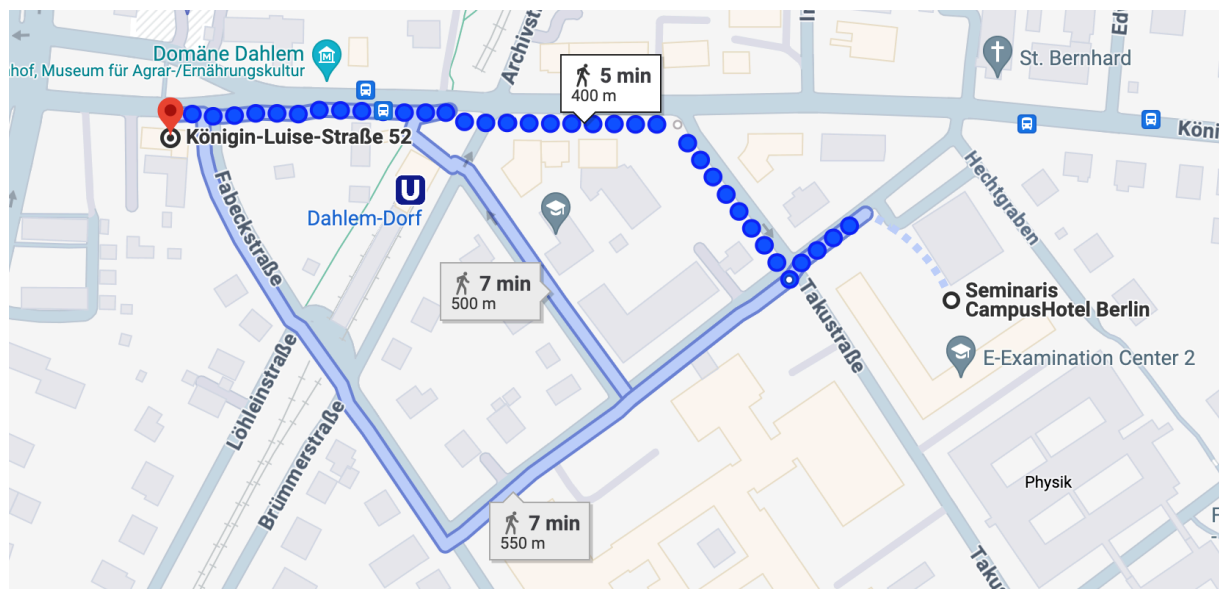 Domäne Dahlem
hof, Museum für Agrar-/Ernährungskultur
Archivstr
5 min
400 m
St. Bernhard
Köni
Königin-Luise-Straße 52
Hechtgraben
Fabeckstraße
U
Dahlem-Dorf
7 min
500 m
Takustraße
Seminaris
CampusHotel Berlin
E-Examination Center 2
Löhleinstraße
Brümmerstraße
Physik
7 min
550 m
Takus